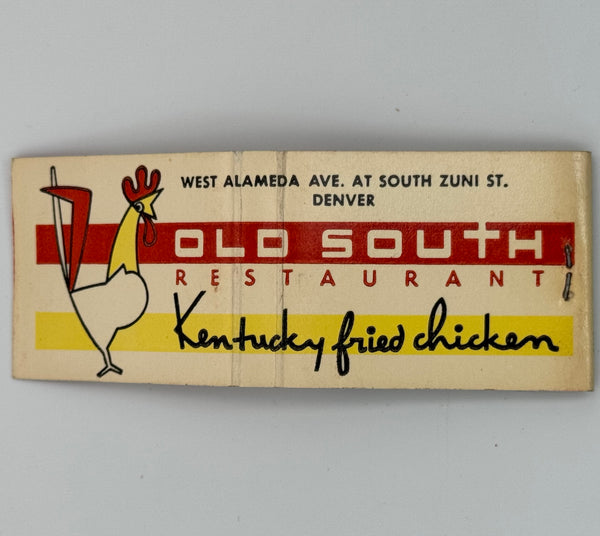 WEST ALAMEDA AVE. AT SOUTH ZUNI ST.
DENVER
OLD SOUTH
RESTAURANT
Kentucky fried chicken